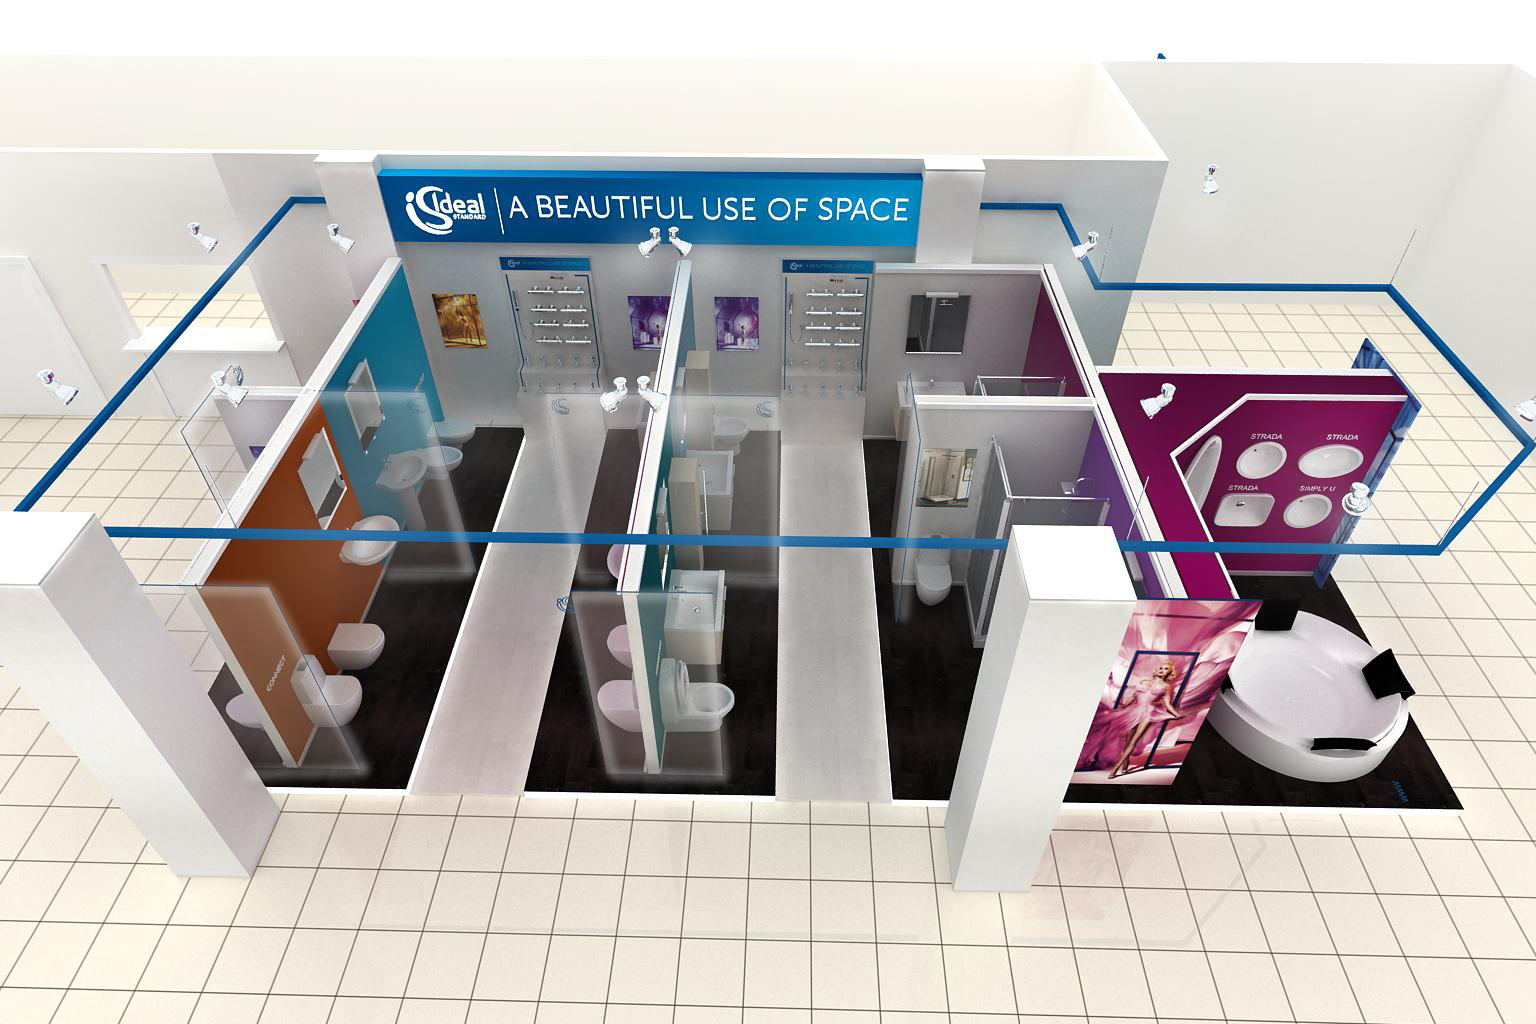 Ideal
STANDARD
A BEAUTIFUL USE OF SPACE
A BEAUTIFUL USE OF SPACE
A BEAUTIFUL USE OF SPACE
STRADA
STRADA
STRADA
SIMPLY U
CONNECT